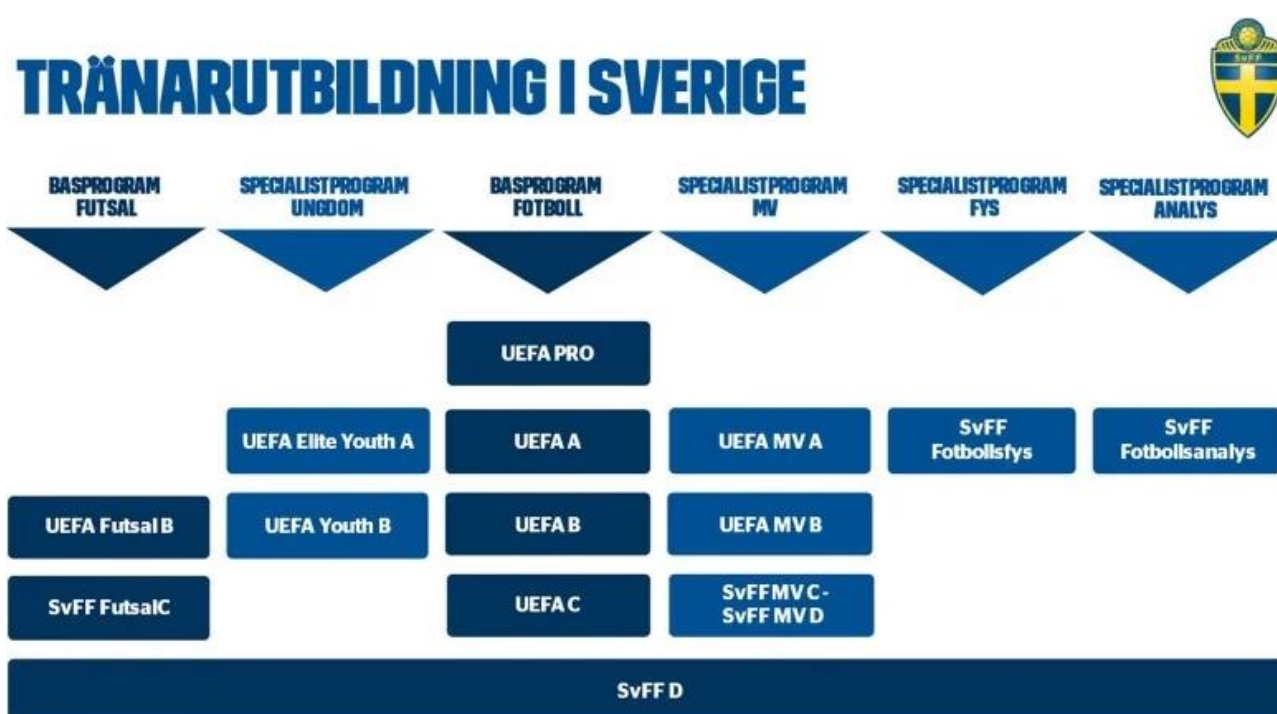 TRÄNARUTBILDNING I SVERIGE
SvFF
BASPROGRAM
FUTSAL
SPECIALISTPROGRAM
UNGDOM
BASPROGRAM
FOTBOLL
SPECIALISTPROGRAM
MV
SPECIALISTPROGRAM
FYS
SPECIALISTPROGRAM
ANALYS
UEFA PRO
UEFA Elite Youth A
UEFA A
UEFA MV A
SvFF
Fotbollsfys
SvFF
Fotbollsanalys
UEFA Futsal B
UEFA Youth B
UEFA B
UEFA MV B
SvFF FutsalC
UEFA C
SvFFMV C -
SvFF MV D
SvFF D